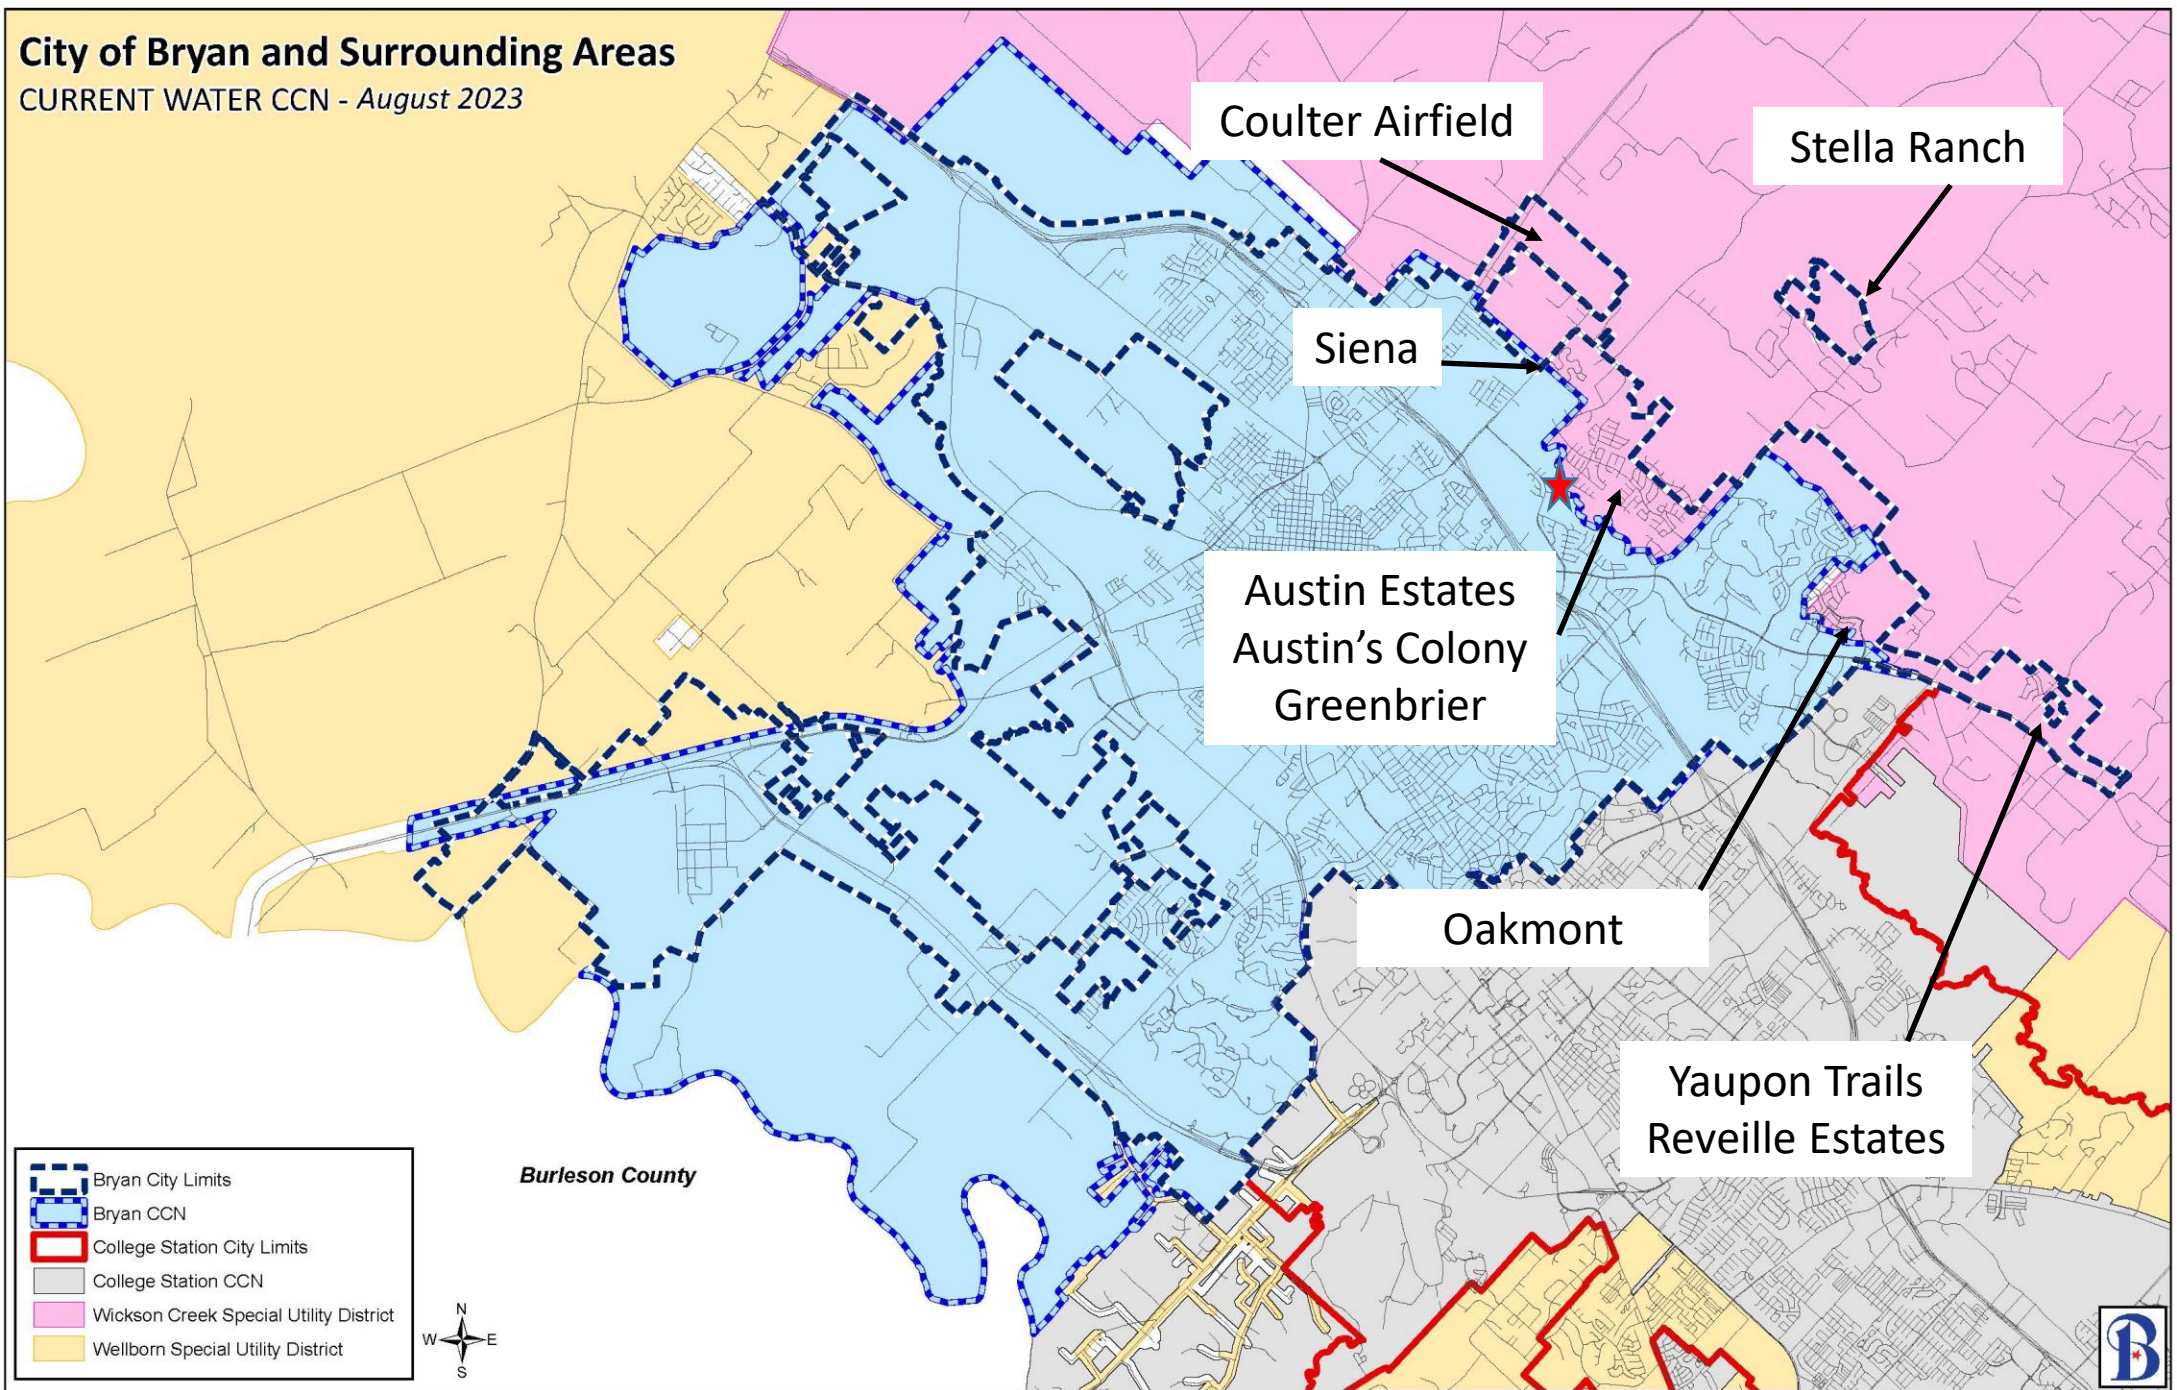 City of Bryan and Surrounding Areas
CURRENT WATER CCN - August 2023
Coulter Airfield
Stella Ranch
Siena
Austin Estates
Austin’s Colony
Greenbrier
Oakmont
Yaupon Trails
Reveille Estates
Burleson County
Bryan City Limits
Bryan CCN
College Station City Limits
College Station CCN
Wickson Creek Special Utility District
Wellborn Special Utility District
N
W E
S
B